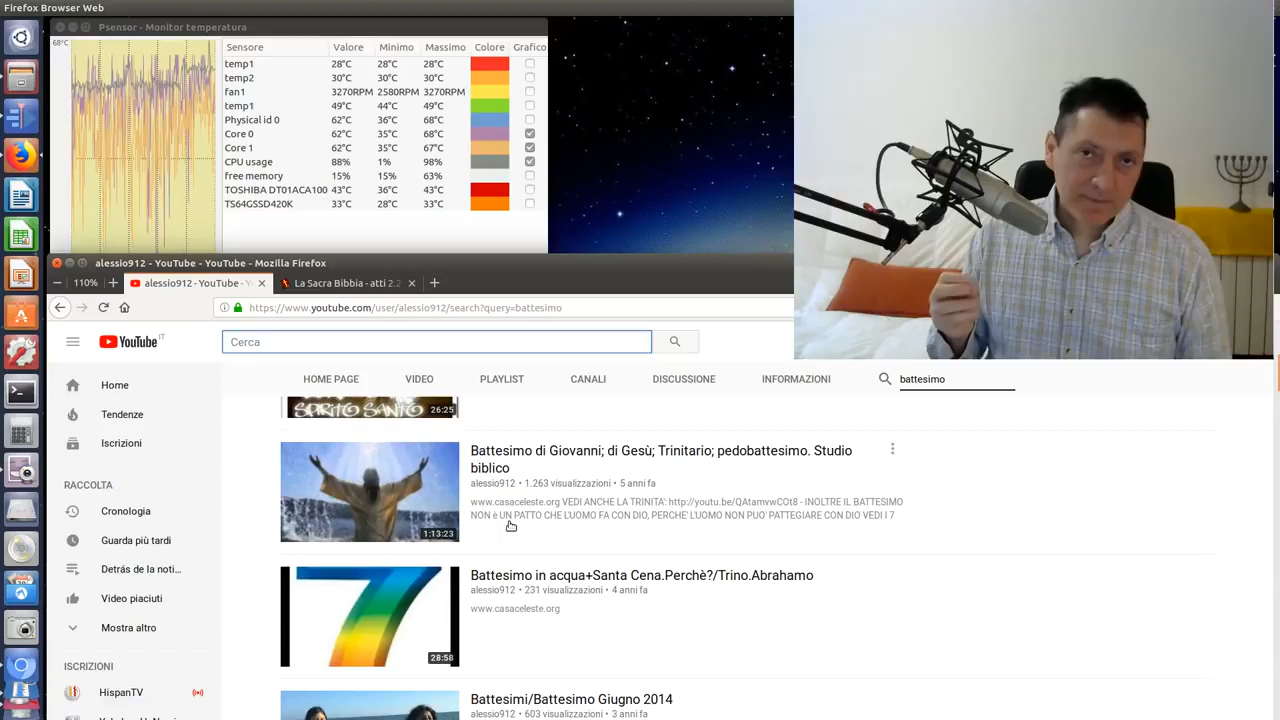 Firefox Browser Web
Psensor - Monitor temperatura
68°C
Sensore Valore Minimo Massimo Colore Grafico
temp1 28°C 28°C 28°C
temp2 30°C 30°C 30°C
fan1 3270RPM 2580RPM 3270RPM
temp1 49°C 44°C 49°C
Physical id 0 62°C 36°C 68°C
Core 0 62°C 35°C 68°C
Core 1 62°C 35°C 67°C
CPU usage 88% 1% 98%
free memory 15% 15% 63%
TOSHIBA DT01ACA100 43°C 36°C 43°C
TS64GSSD420K 33°C 28°C 33°C
alessio912 - YouTube - YouTube - Mozilla Firefox
110% alessio912 - YouTube - Y La Sacra Bibbia - atti 2.2
https://www.youtube.com/user/alessio912/search?query=battesimo
YouTube IT
Cerca
HOME PAGE VIDEO PLAYLIST CANALI DISCUSSIONE INFORMAZIONI battesimo
Home
Tendenze
Iscrizioni
RACCOLTA
Cronologia
Guarda più tardi
Detrás de la noti...
Video piaciuti
Mostra altro
ISCRIZIONI
HispanTV
SPIRITO SANTO 26:25
Battesimo di Giovanni; di Gesù; Trinitario; pedobattesimo. Studio
biblico
alessio912 • 1.263 visualizzazioni • 5 anni fa
www.casaceleste.org VEDI ANCHE LA TRINITA': http://youtu.be/QAtamvwCOt8 - INOLTRE IL BATTESIMO
NON è UN PATTO CHE L'UOMO FA CON DIO, PERCHE' L'UOMO NON PUO' PATTEGIARE CON DIO VEDI I 7
1:13:23
Battesimo in acqua+Santa Cena.Perchè?/Trino.Abrahamo
alessio912 • 231 visualizzazioni • 4 anni fa
www.casaceleste.org
7
28:58
Battesimi/Battesimo Giugno 2014
alessio912 • 603 visualizzazioni • 3 anni fa